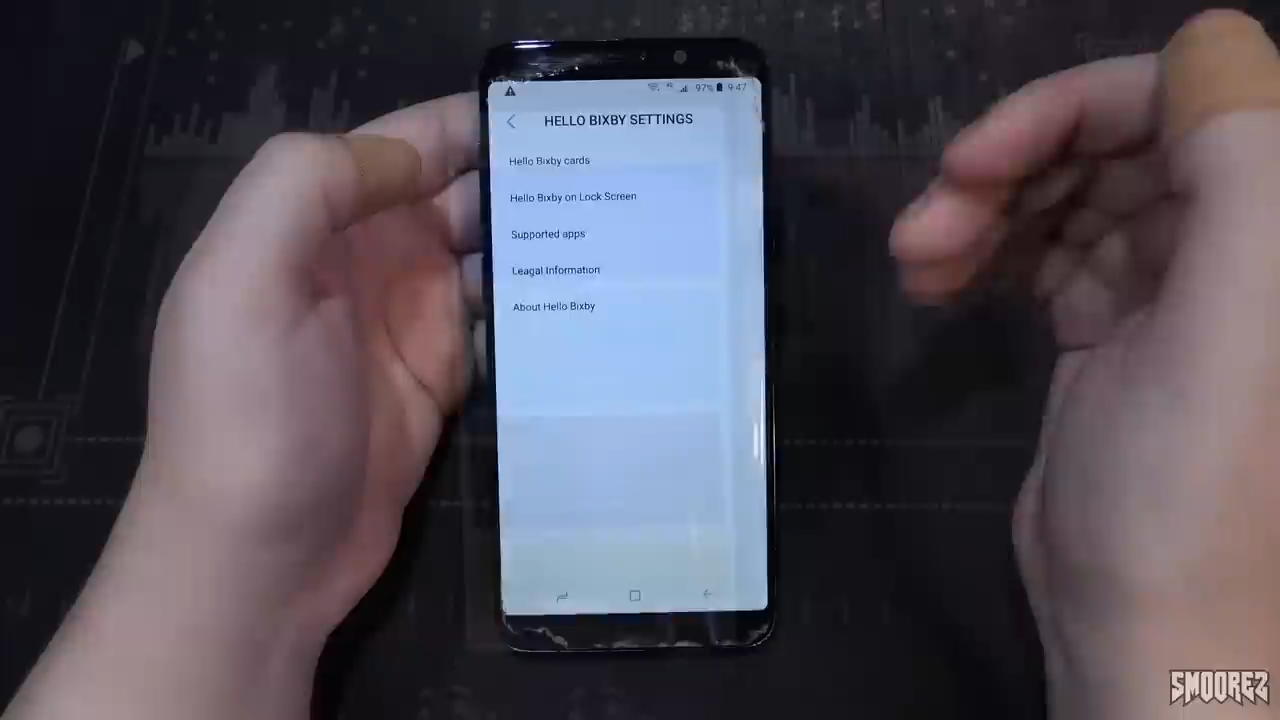 97% 9:47
HELLO BIXBY SETTINGS
Hello Bixby cards
Hello Bixby on Lock Screen
Supported apps
Leagal Information
About Hello Bixby
SMOOREZ